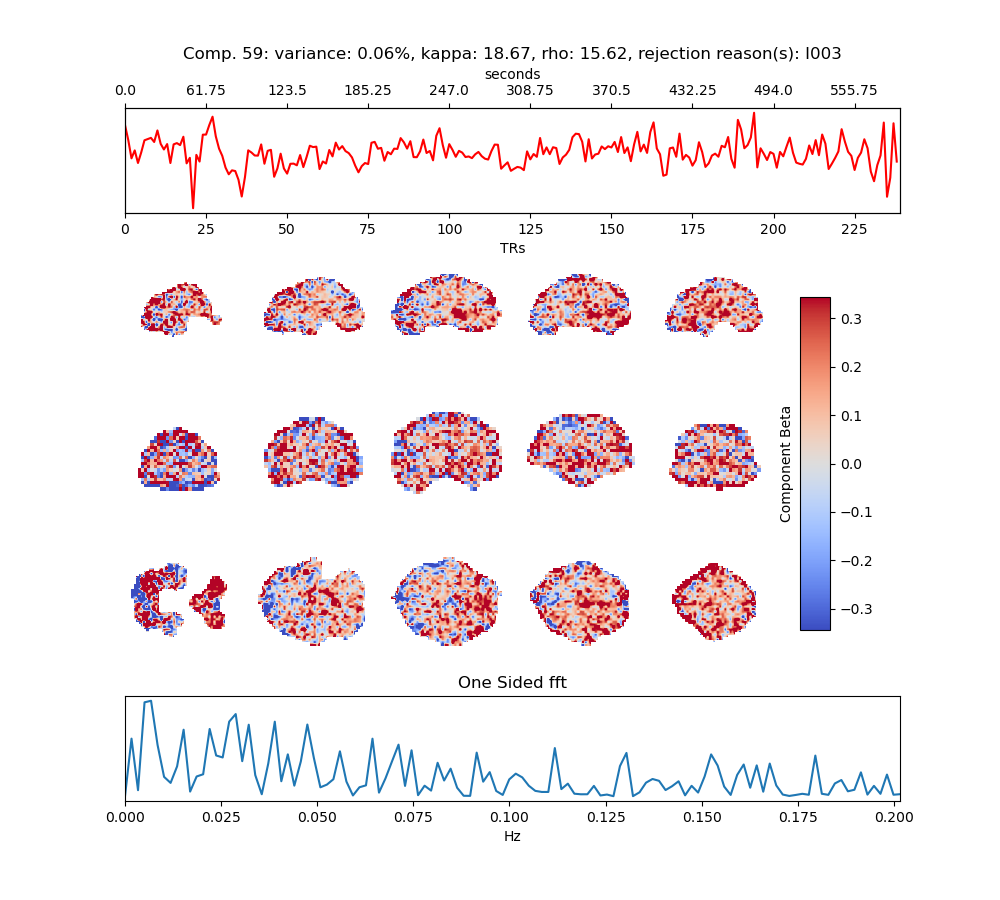 Comp. 59: variance: 0.06%, kappa: 18.67, rho: 15.62, rejection reason(s): I003
seconds
0.0 61.75 123.5 185.25 247.0 308.75 370.5 432.25 494.0 555.75
0 25 50 75 100 125 150 175 200 225
TRs
0.3
0.2
0.1
0.0
−0.1
−0.2
−0.3
Component Beta
One Sided fft
0.000 0.025 0.050 0.075 0.100 0.125 0.150 0.175 0.200
Hz